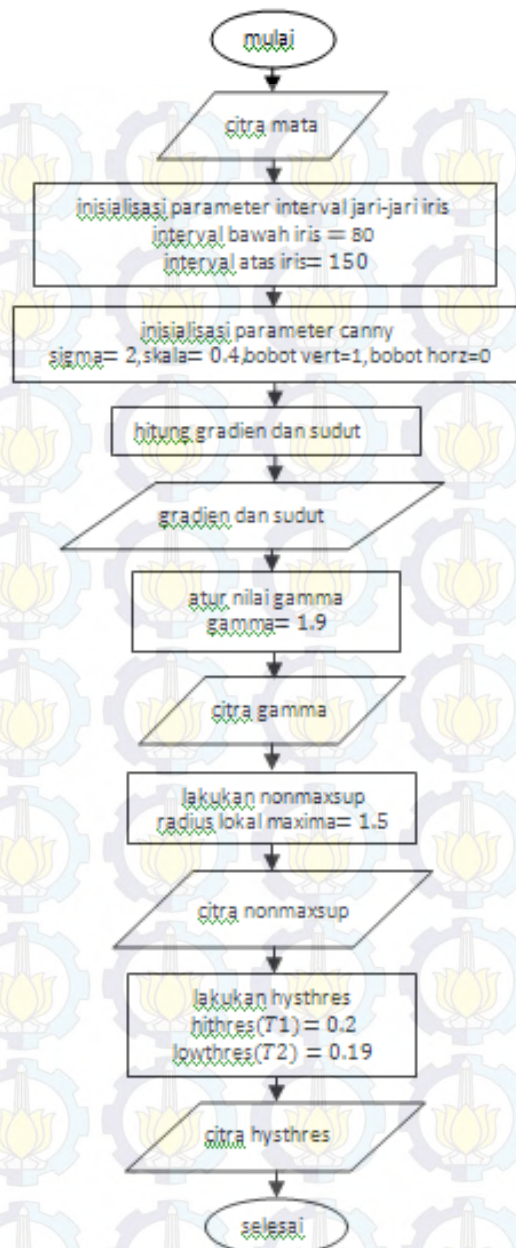 mulai
citra mata
inisialisasi parameter interval jari-jari iris
interval bawah iris = 80
interval atas iris= 150
inisialisasi parameter canny
sigma= 2,skala= 0.4,bobot vert=1,bobot horz=0
hitung gradien dan sudut
gradien dan sudut
atur nilai gamma
gamma= 1.9
citra gamma
lakukan nonmaxsup
radius lokal maxima= 1.5
citra nonmaxsup
lakukan hysthres
hithres(T1)= 0.2
lowthres(T2) = 0.19
citra hysthres
selesai